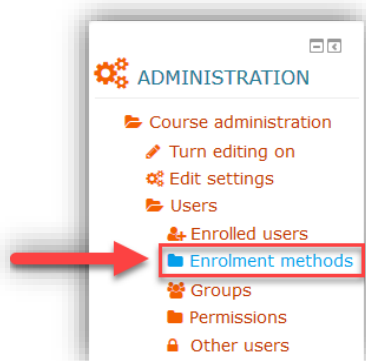 ADMINISTRATION
Course administration
Turn editing on
Edit settings
Users
Enrolled users
Enrolment methods
Groups
Permissions
Other users